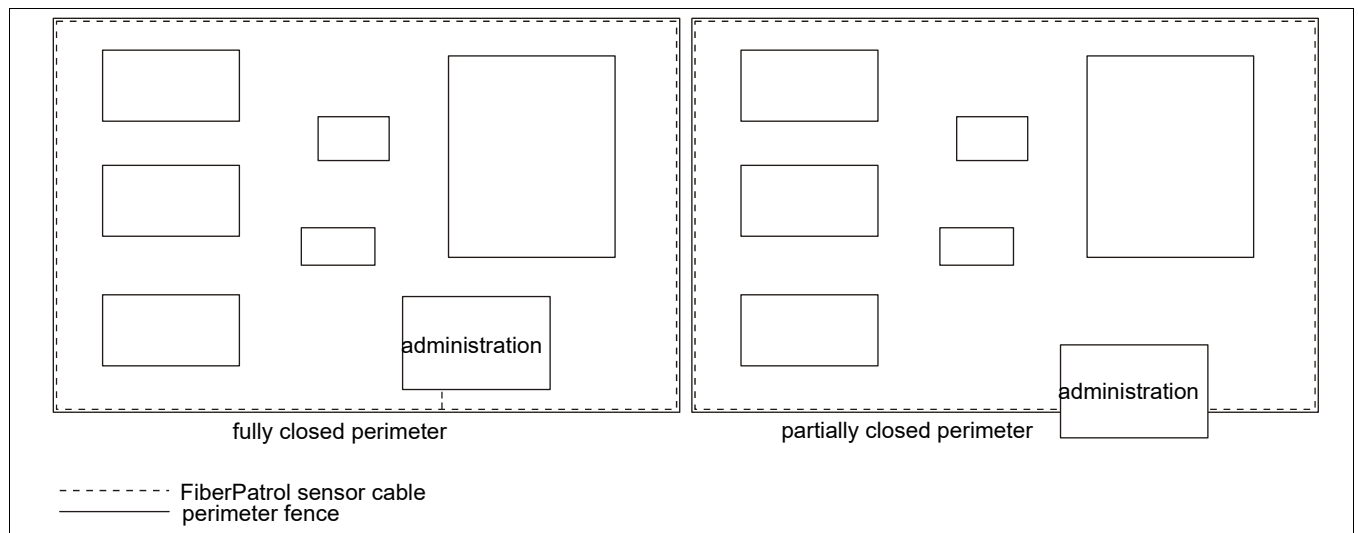 administration
administration
fully closed perimeter
partially closed perimeter
FiberPatrol sensor cable
perimeter fence